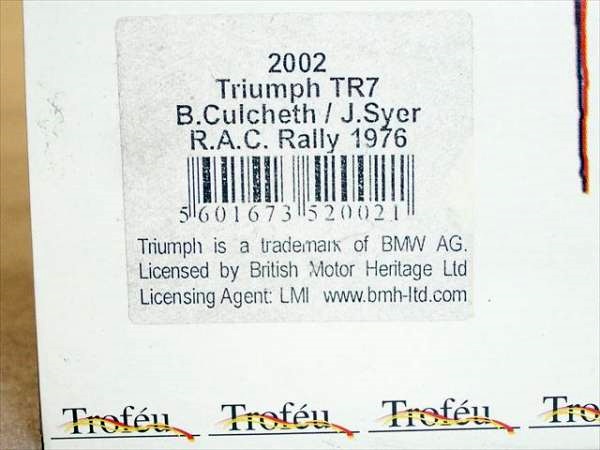 2002
Triumph TR7
B.Culcheth / J.Syer
R.A.C. Rally 1976
5 601673 520021
Triumph is a trademark of BMW AG.
Licensed by British Motor Heritage Ltd
Licensing Agent: LMI www.bmh-ltd.com
Troféu Troféu Troféu Tro